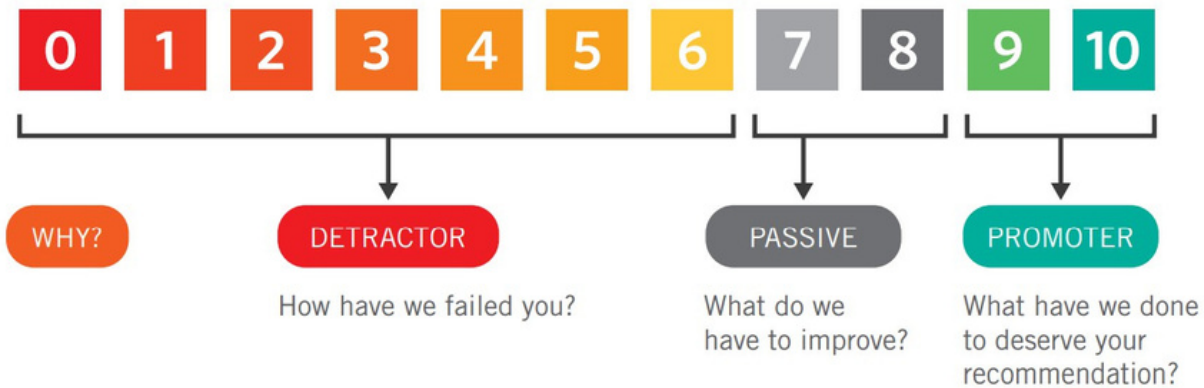 0 1 2 3 4 5 6 7 8 9 10
WHY? DETRACTOR PASSIVE PROMOTER
How have we failed you?
What do we
have to improve?
What have we done
to deserve your
recommendation?